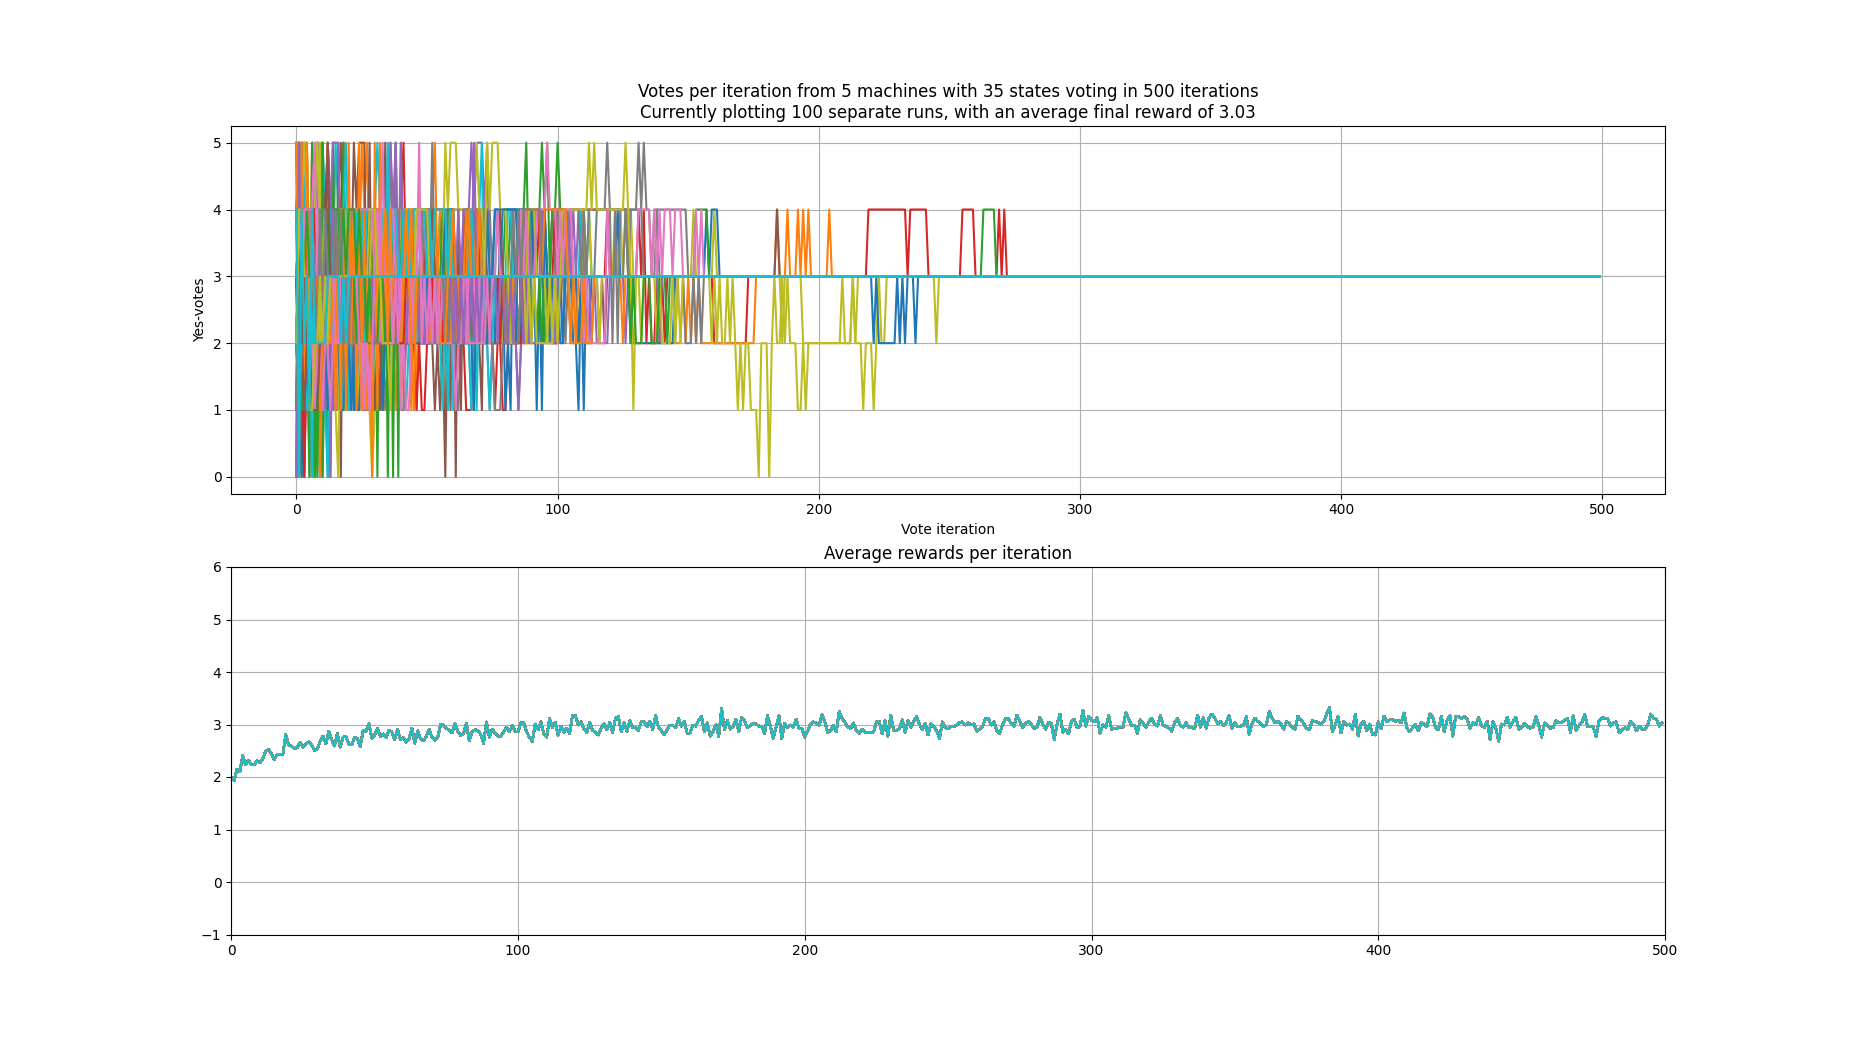 Votes per iteration from 5 machines with 35 states voting in 500 iterations
Currently plotting 100 separate runs, with an average final reward of 3.03
5
4
3
2
1
0
Yes-votes
0 100 200 300 400 500
Vote iteration
Average rewards per iteration
6
5
4
3
2
1
0
−1
0 100 200 300 400 500